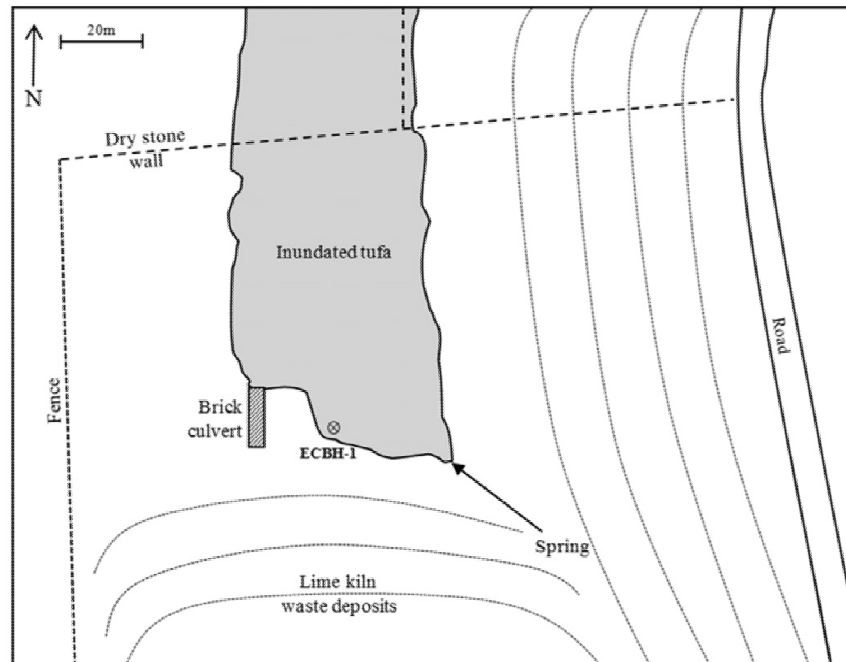 20m
N
Dry stone
wall
Inundated tufa
Road
Fence
Brick
culvert
ECBH-1
Spring
Lime kiln
waste deposits